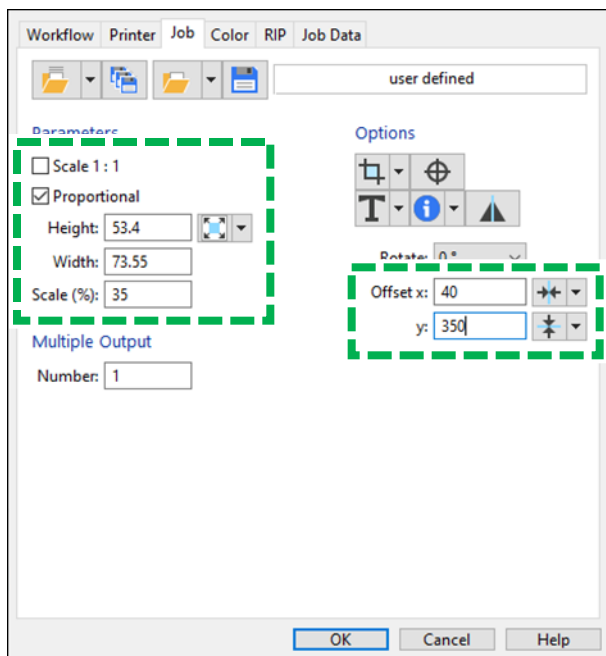 Workflow Printer Job Color RIP Job Data
user defined
Parameters
Scale 1 : 1
Proportional
Height: 53.4
Width: 73.55
Scale (%): 35
Multiple Output
Number: 1
Options
Rotate: 0 °
Offset x: 40
y: 350
OK Cancel Help